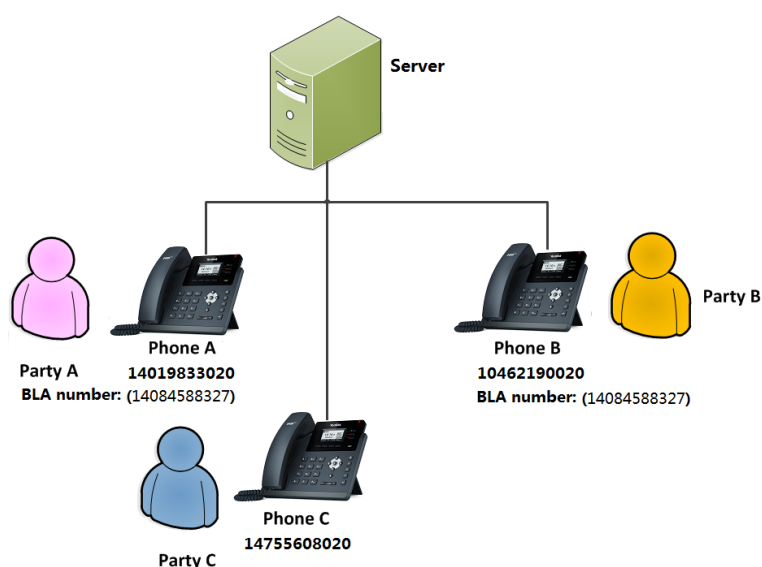 Server
Party B
Phone A
Phone B
Party A
14019833020
10462190020
BLA number: (14084588327)
BLA number: (14084588327)
Phone C
14755608020
Party C